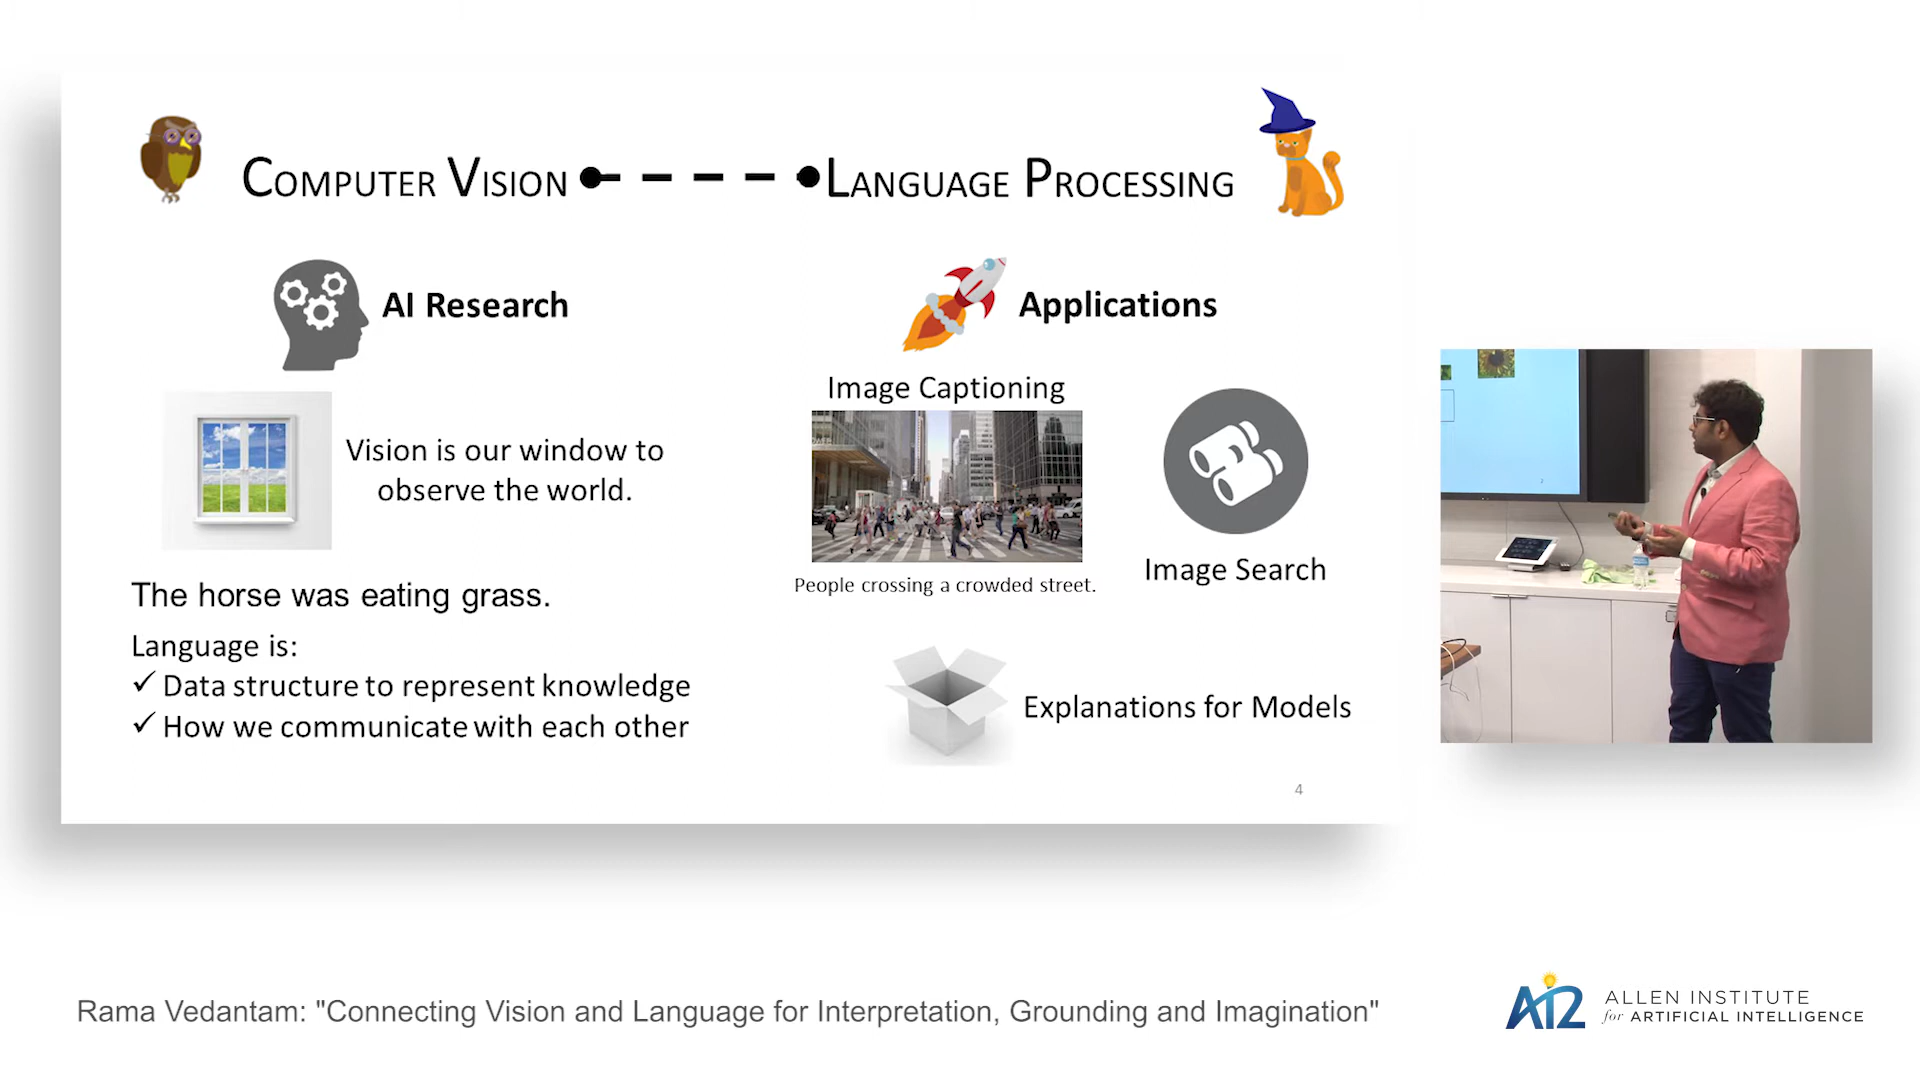 COMPUTER VISION
LANGUAGE PROCESSING
AI Research
Vision is our window to
observe the world.
The horse was eating grass.
Language is:
✓ Data structure to represent knowledge
✓ How we communicate with each other
Applications
Image Captioning
People crossing a crowded street.
Image Search
Explanations for Models
4
Rama Vedantam: "Connecting Vision and Language for Interpretation, Grounding and Imagination"
AI2
ALLEN INSTITUTE
for ARTIFICIAL INTELLIGENCE